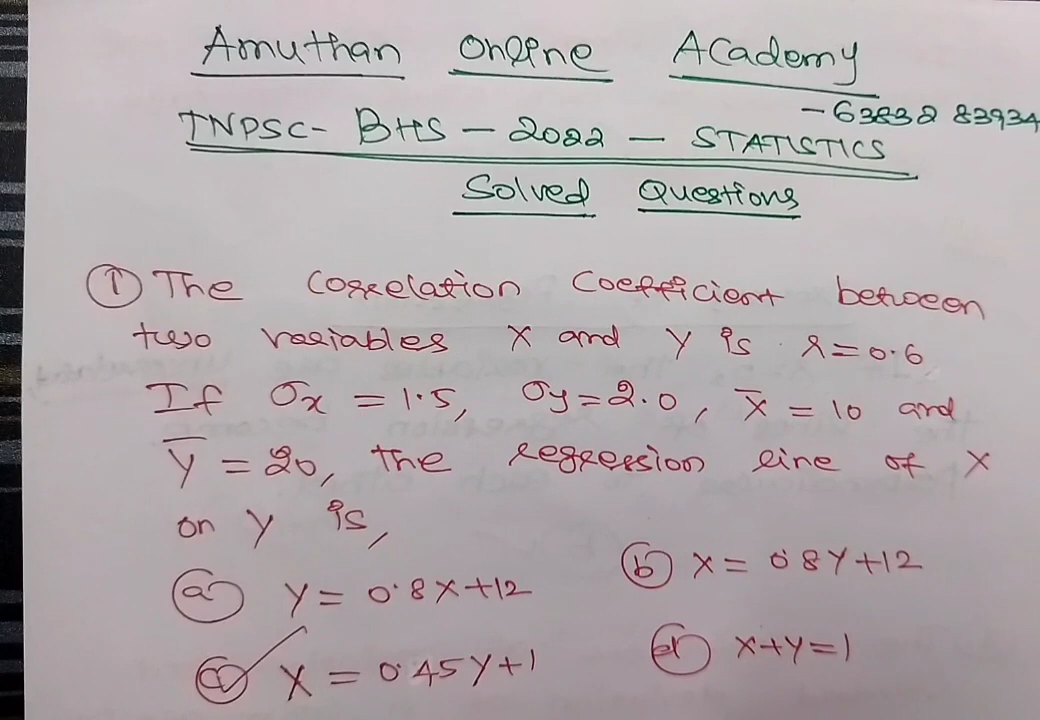 Amuthan Online Academy
- 63832 83934
TNPSC- BHS - 2022 - STATISTICS
Solved Questions
① The Correlation Coefficient between
two variables X and Y is r=0.6
If σx = 1.5, σy=2.0, X̅ = 10 and
Y̅ = 20, the regression line of X
on Y is,
ⓐ Y = 0.8X+12
ⓑ X = 0.8Y+12
ⓒ X = 0.45Y+1
ⓓ X+Y=1